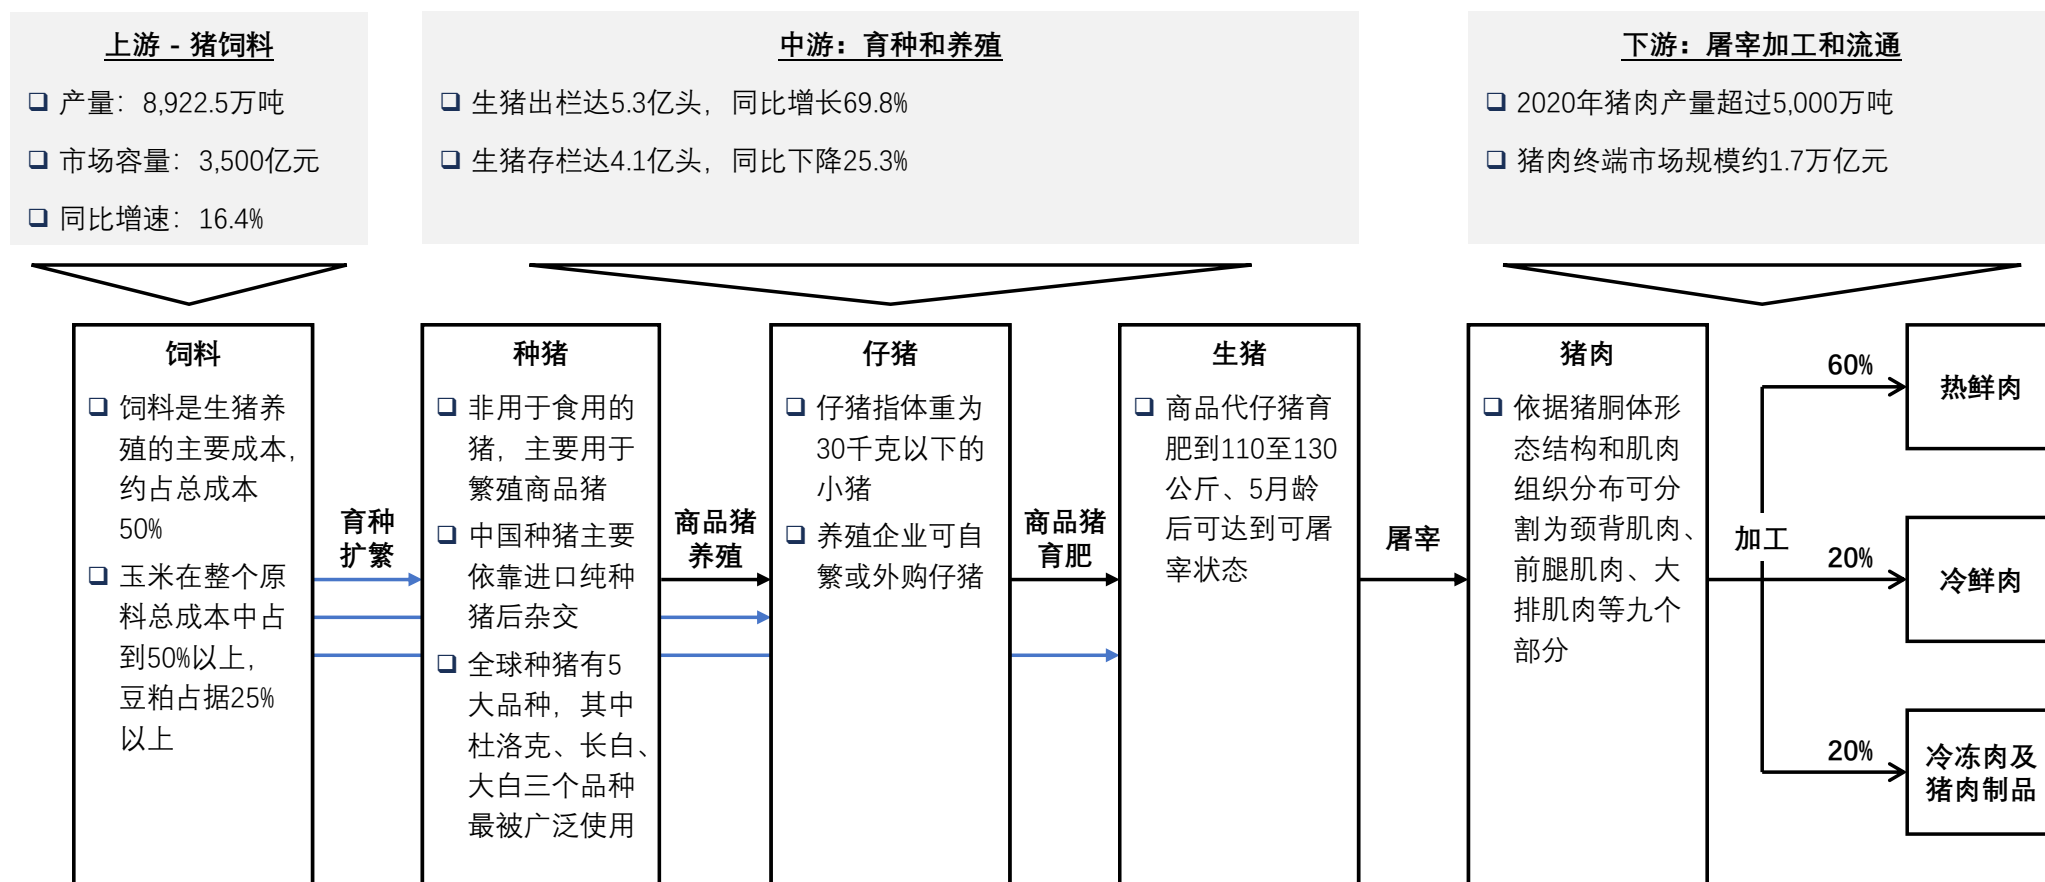 上游 - 猪饲料
产量：8,922.5万吨
市场容量：3,500亿元
同比增速：16.4%
中游：育种和养殖
生猪出栏达5.3亿头，同比增长69.8%
生猪存栏达4.1亿头，同比下降25.3%
下游：屠宰加工和流通
2020年猪肉产量超过5,000万吨
猪肉终端市场规模约1.7万亿元
饲料
饲料是生猪养
殖的主要成本，
约占总成本
50%
玉米在整个原
料总成本中占
到50%以上，
豆粕占据25%
以上
育种
扩繁
种猪
非用于食用的
猪，主要用于
繁殖商品猪
中国种猪主要
依靠进口纯种
猪后杂交
全球种猪有5
大品种，其中
杜洛克、长白、
大白三个品种
最被广泛使用
商品猪
养殖
仔猪
仔猪指体重为
30千克以下的
小猪
养殖企业可自
繁或外购仔猪
商品猪
育肥
生猪
商品代仔猪育
肥到110至130
公斤、5月龄
后可达到可屠
宰状态
屠宰
猪肉
依据猪胴体形
态结构和肌肉
组织分布可分
割为颈背肌肉、
前腿肌肉、大
排肌肉等九个
部分
加工
60%
热鲜肉
20%
冷鲜肉
20%
冷冻肉及
猪肉制品